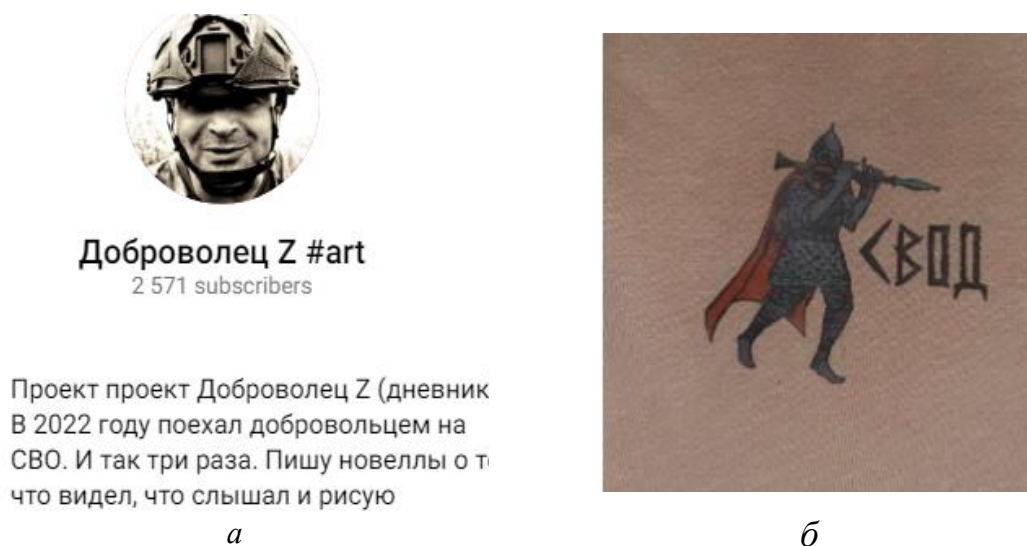 Доброволец Z #art
2 571 subscribers
Проект проект Доброволец Z (дневник
В 2022 году поехал добровольцем на
СВО. И так три раза. Пишу новеллы о т
что видел, что слышал и рисую
СВОД
а
б